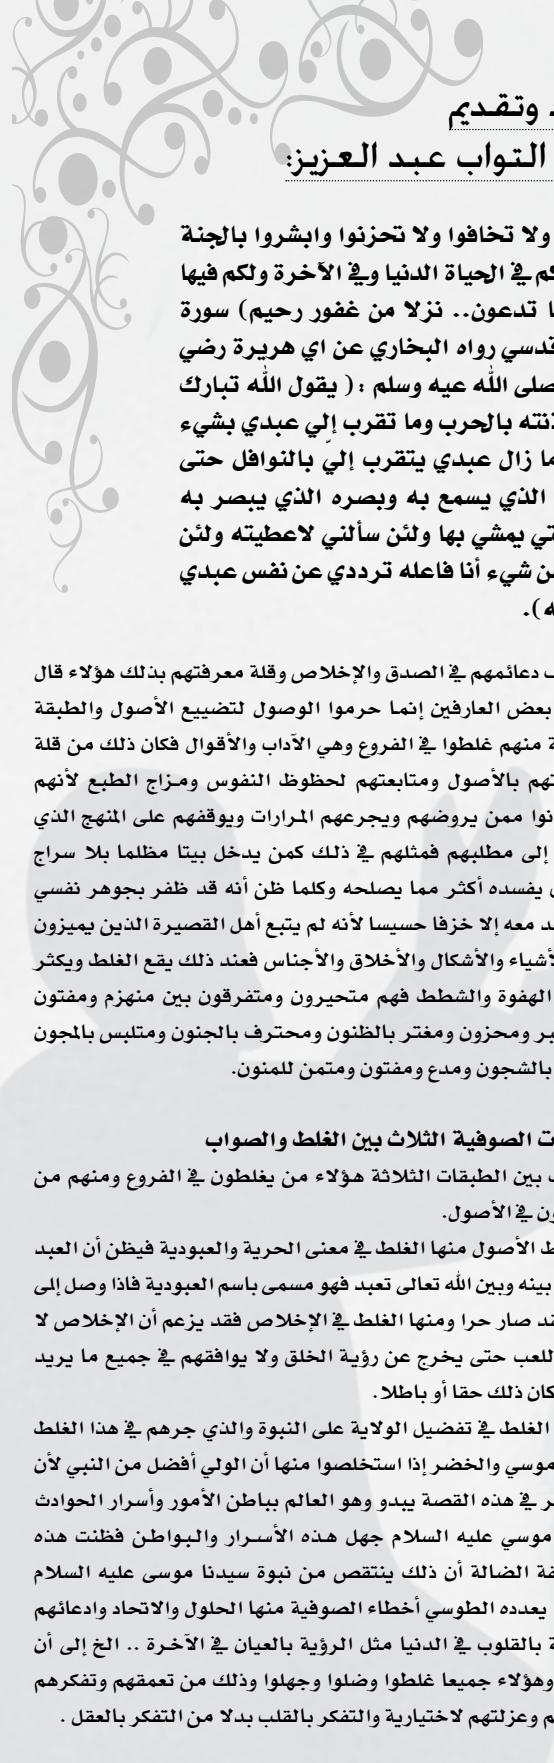 وتقديم
التواب عبد العزيز:
ولا تخافوا ولا تحزنوا وابشروا بالجنة
كم في الحياة الدنيا وفي الآخرة ولكم فيها
تدعون.. نزلا من غفور رحيم) سورة
قدسي رواه البخاري عن اي هريرة رضي
صلى الله عيه وسلم : ( يقول الله تبارك
بالحرب وما تقرب إلي عبدي بشيء
ما زال عبدي يتقرب إليّ بالنوافل حتى
الذي يسمع به وبصره الذي يبصر به
تي يمشي بها ولئن سألني لاعطيته ولئن
شيء أنا فاعله ترددي عن نفس عبدي
ه).
دعائمهم في الصدق والإخلاص وقلة معرفتهم بذلك هؤلاء قال
بعض العارفين إنما حرموا الوصول لتضييع الأصول والطبقة
منهم غلطوا في الفروع وهي الآداب والأقوال فكان ذلك من قلة
تهم بالأصول ومتابعتهم لحظوظ النفوس ومزاج الطبع لأنهم
نوا ممن يروضهم ويجرعهم المرارات ويوقفهم على المنهج الذي
إلى مطلبهم فمثلهم في ذلك كمن يدخل بيتا مظلما بلا سراج
يفسده أكثر مما يصلحه وكلما ظن أنه قد ظفر بجوهر نفسي
د معه إلا خزفا حسيسا لأنه لم يتبع أهل القصيرة الذين يميزون
لأشياء والأشكال والأخلاق والأجناس فعند ذلك يقع الغلط ويكثر
الهفوة والشطط فهم متحيرون ومتفرقون بين منهزم ومفتون
بر ومحزون ومغتر بالظنون ومحترف بالجنون ومتلبس بالمجون
بالشجون ومدع ومفتون ومتمن للمنون.
ت الصوفية الثلاث بين الغلط والصواب
بين الطبقات الثلاثة هؤلاء من يغلطون في الفروع ومنهم من
ون في الأصول.
ط الأصول منها الغلط في معنى الحرية والعبودية فيظن أن العبد
بينه وبين الله تعالى تعبد فهو مسمى باسم العبودية فاذا وصل إلى
قد صار حرا ومنها الغلط في الإخلاص فقد يزعم أن الإخلاص لا
للعب حتى يخرج عن رؤية الخلق ولا يوافقهم في جميع ما يريد
كان ذلك حقا أو باطلا.
الغلط في تفضيل الولاية على النبوة والذي جرهم في هذا الغلط
موسي والخضر إذا استخلصوا منها أن الولي أفضل من النبي لأن
ر في هذه القصة يبدو وهو العالم بباطن الأمور وأسرار الحوادث
موسي عليه السلام جهل هذه الأسرار والبواطن فظنت هذه
فة الضالة أن ذلك ينتقص من نبوة سيدنا موسى عليه السلام
يعدده الطوسي أخطاء الصوفية منها الحلول والاتحاد وادعائهم
ة بالقلوب في الدنيا مثل الرؤية بالعيان في الآخرة .. الخ إلى أن
وهؤلاء جميعا غلطوا وضلوا وجهلوا وذلك من تعمقهم وتفكرهم
م وعزلتهم لاختيارية والتفكر بالقلب بدلا من التفكر بالعقل .